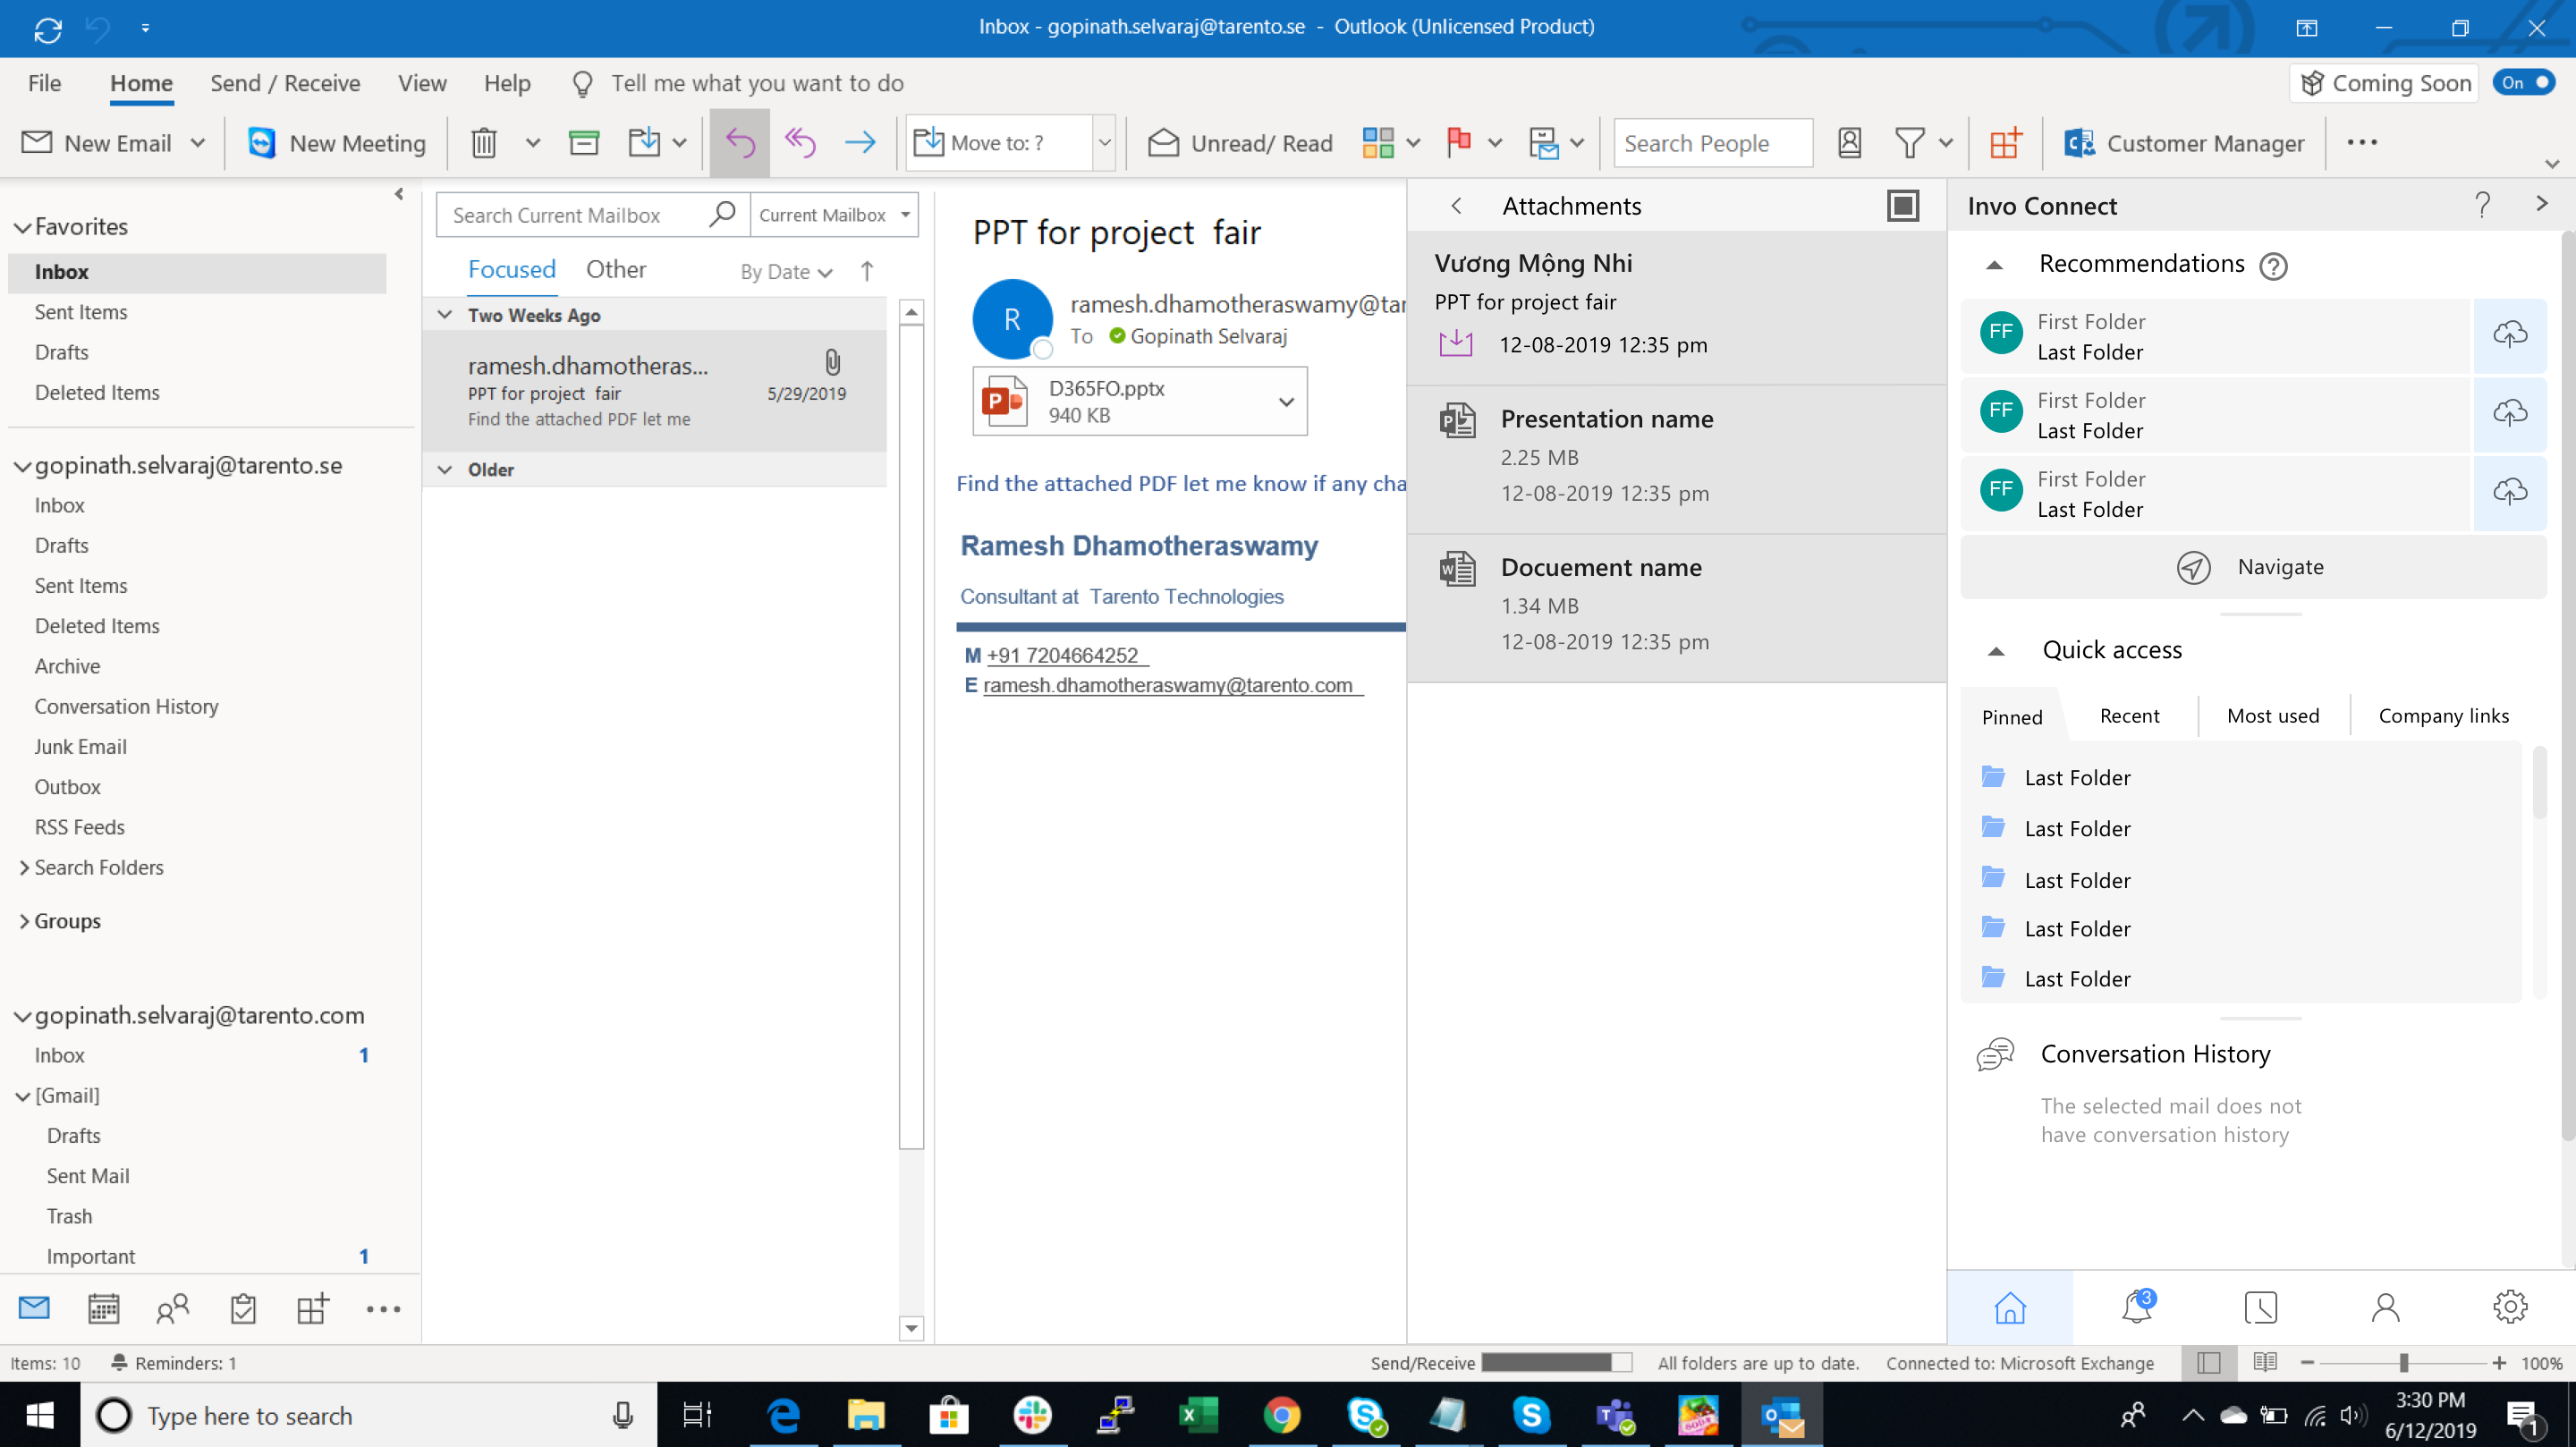 Inbox - gopinath.selvaraj@tarento.se - Outlook (Unlicensed Product)
File Home Send / Receive View Help Tell me what you want to do
Coming Soon On
New Email New Meeting Move to: ? Unread/ Read Search People Customer Manager
Favorites
Inbox
Sent Items
Drafts
Deleted Items
gopinath.selvaraj@tarento.se
Inbox
Drafts
Sent Items
Deleted Items
Archive
Conversation History
Junk Email
Outbox
RSS Feeds
Search Folders
Groups
gopinath.selvaraj@tarento.com
Inbox 1
[Gmail]
Drafts
Sent Mail
Trash
Important 1
Search Current Mailbox Current Mailbox
Focused Other By Date
Two Weeks Ago
ramesh.dhamotheras...
PPT for project fair 5/29/2019
Find the attached PDF let me
Older
PPT for project fair
R
ramesh.dhamotheraswamy@tar
To Gopinath Selvaraj
D365FO.pptx
940 KB
Find the attached PDF let me know if any cha
Ramesh Dhamotheraswamy
Consultant at Tarento Technologies
M +91 7204664252
E ramesh.dhamotheraswamy@tarento.com
Attachments
Vương Mộng Nhi
PPT for project fair
12-08-2019 12:35 pm
Presentation name
2.25 MB
12-08-2019 12:35 pm
Docuement name
1.34 MB
12-08-2019 12:35 pm
Invo Connect
Recommendations
FF First Folder
Last Folder
FF First Folder
Last Folder
FF First Folder
Last Folder
Navigate
Quick access
Pinned Recent Most used Company links
Last Folder
Last Folder
Last Folder
Last Folder
Last Folder
Conversation History
The selected mail does not
have conversation history
3
Items: 10 Reminders: 1 Send/Receive All folders are up to date. Connected to: Microsoft Exchange 100%
Type here to search
3:30 PM
6/12/2019
1